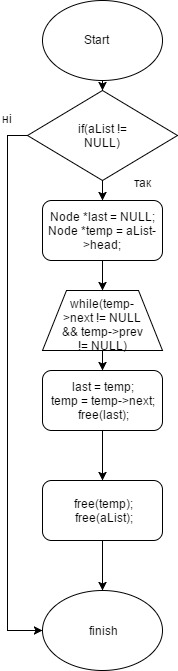 Start
ні
if(aList !=
NULL)
так
Node *last = NULL;
Node *temp = aList-
>head;
while(temp-
>next != NULL
&& temp->prev
!= NULL)
last = temp;
temp = temp->next;
free(last);
free(temp);
free(aList);
finish